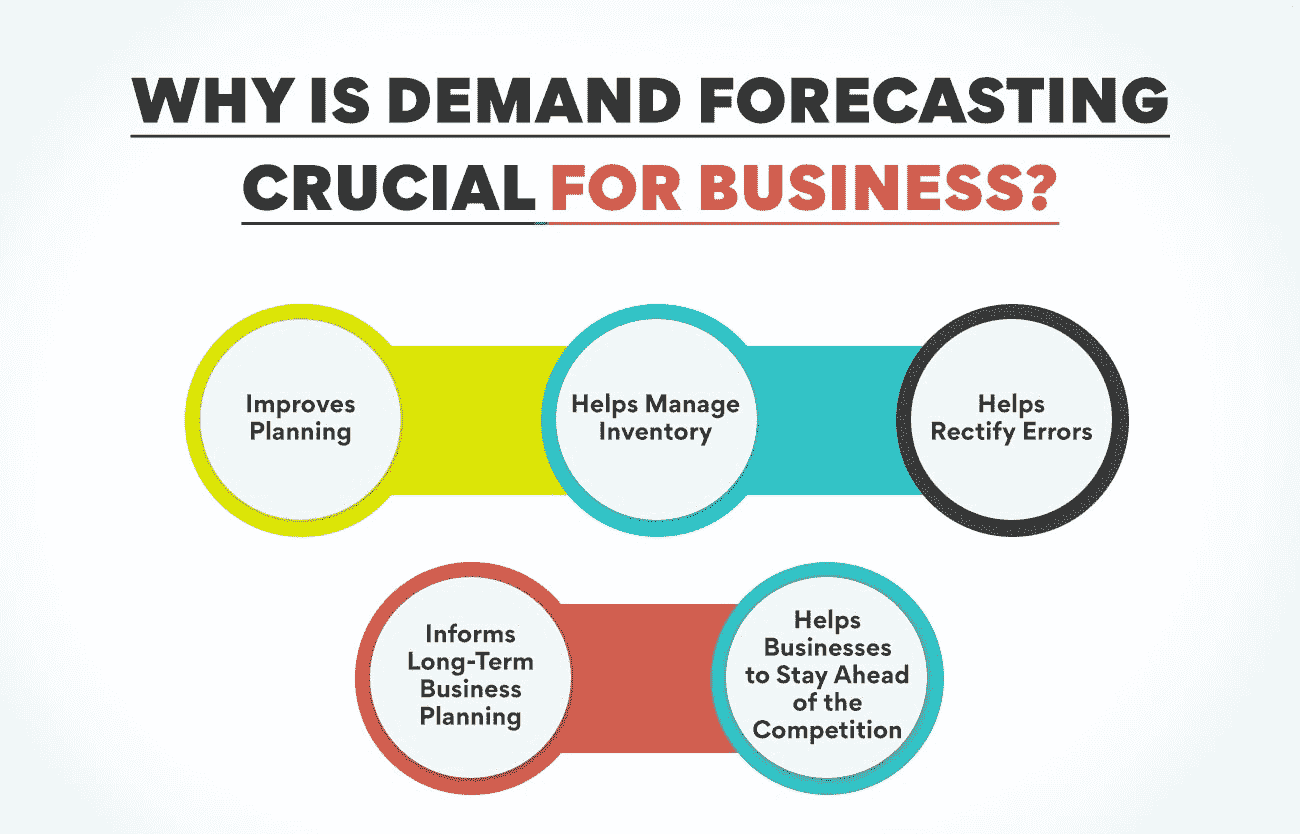 WHY IS DEMAND FORECASTING
CRUCIAL FOR BUSINESS?
Improves
Planning
Helps Manage
Inventory
Helps
Rectify Errors
Informs
Long-Term
Business
Planning
Helps
Businesses
to Stay Ahead
of the
Competition